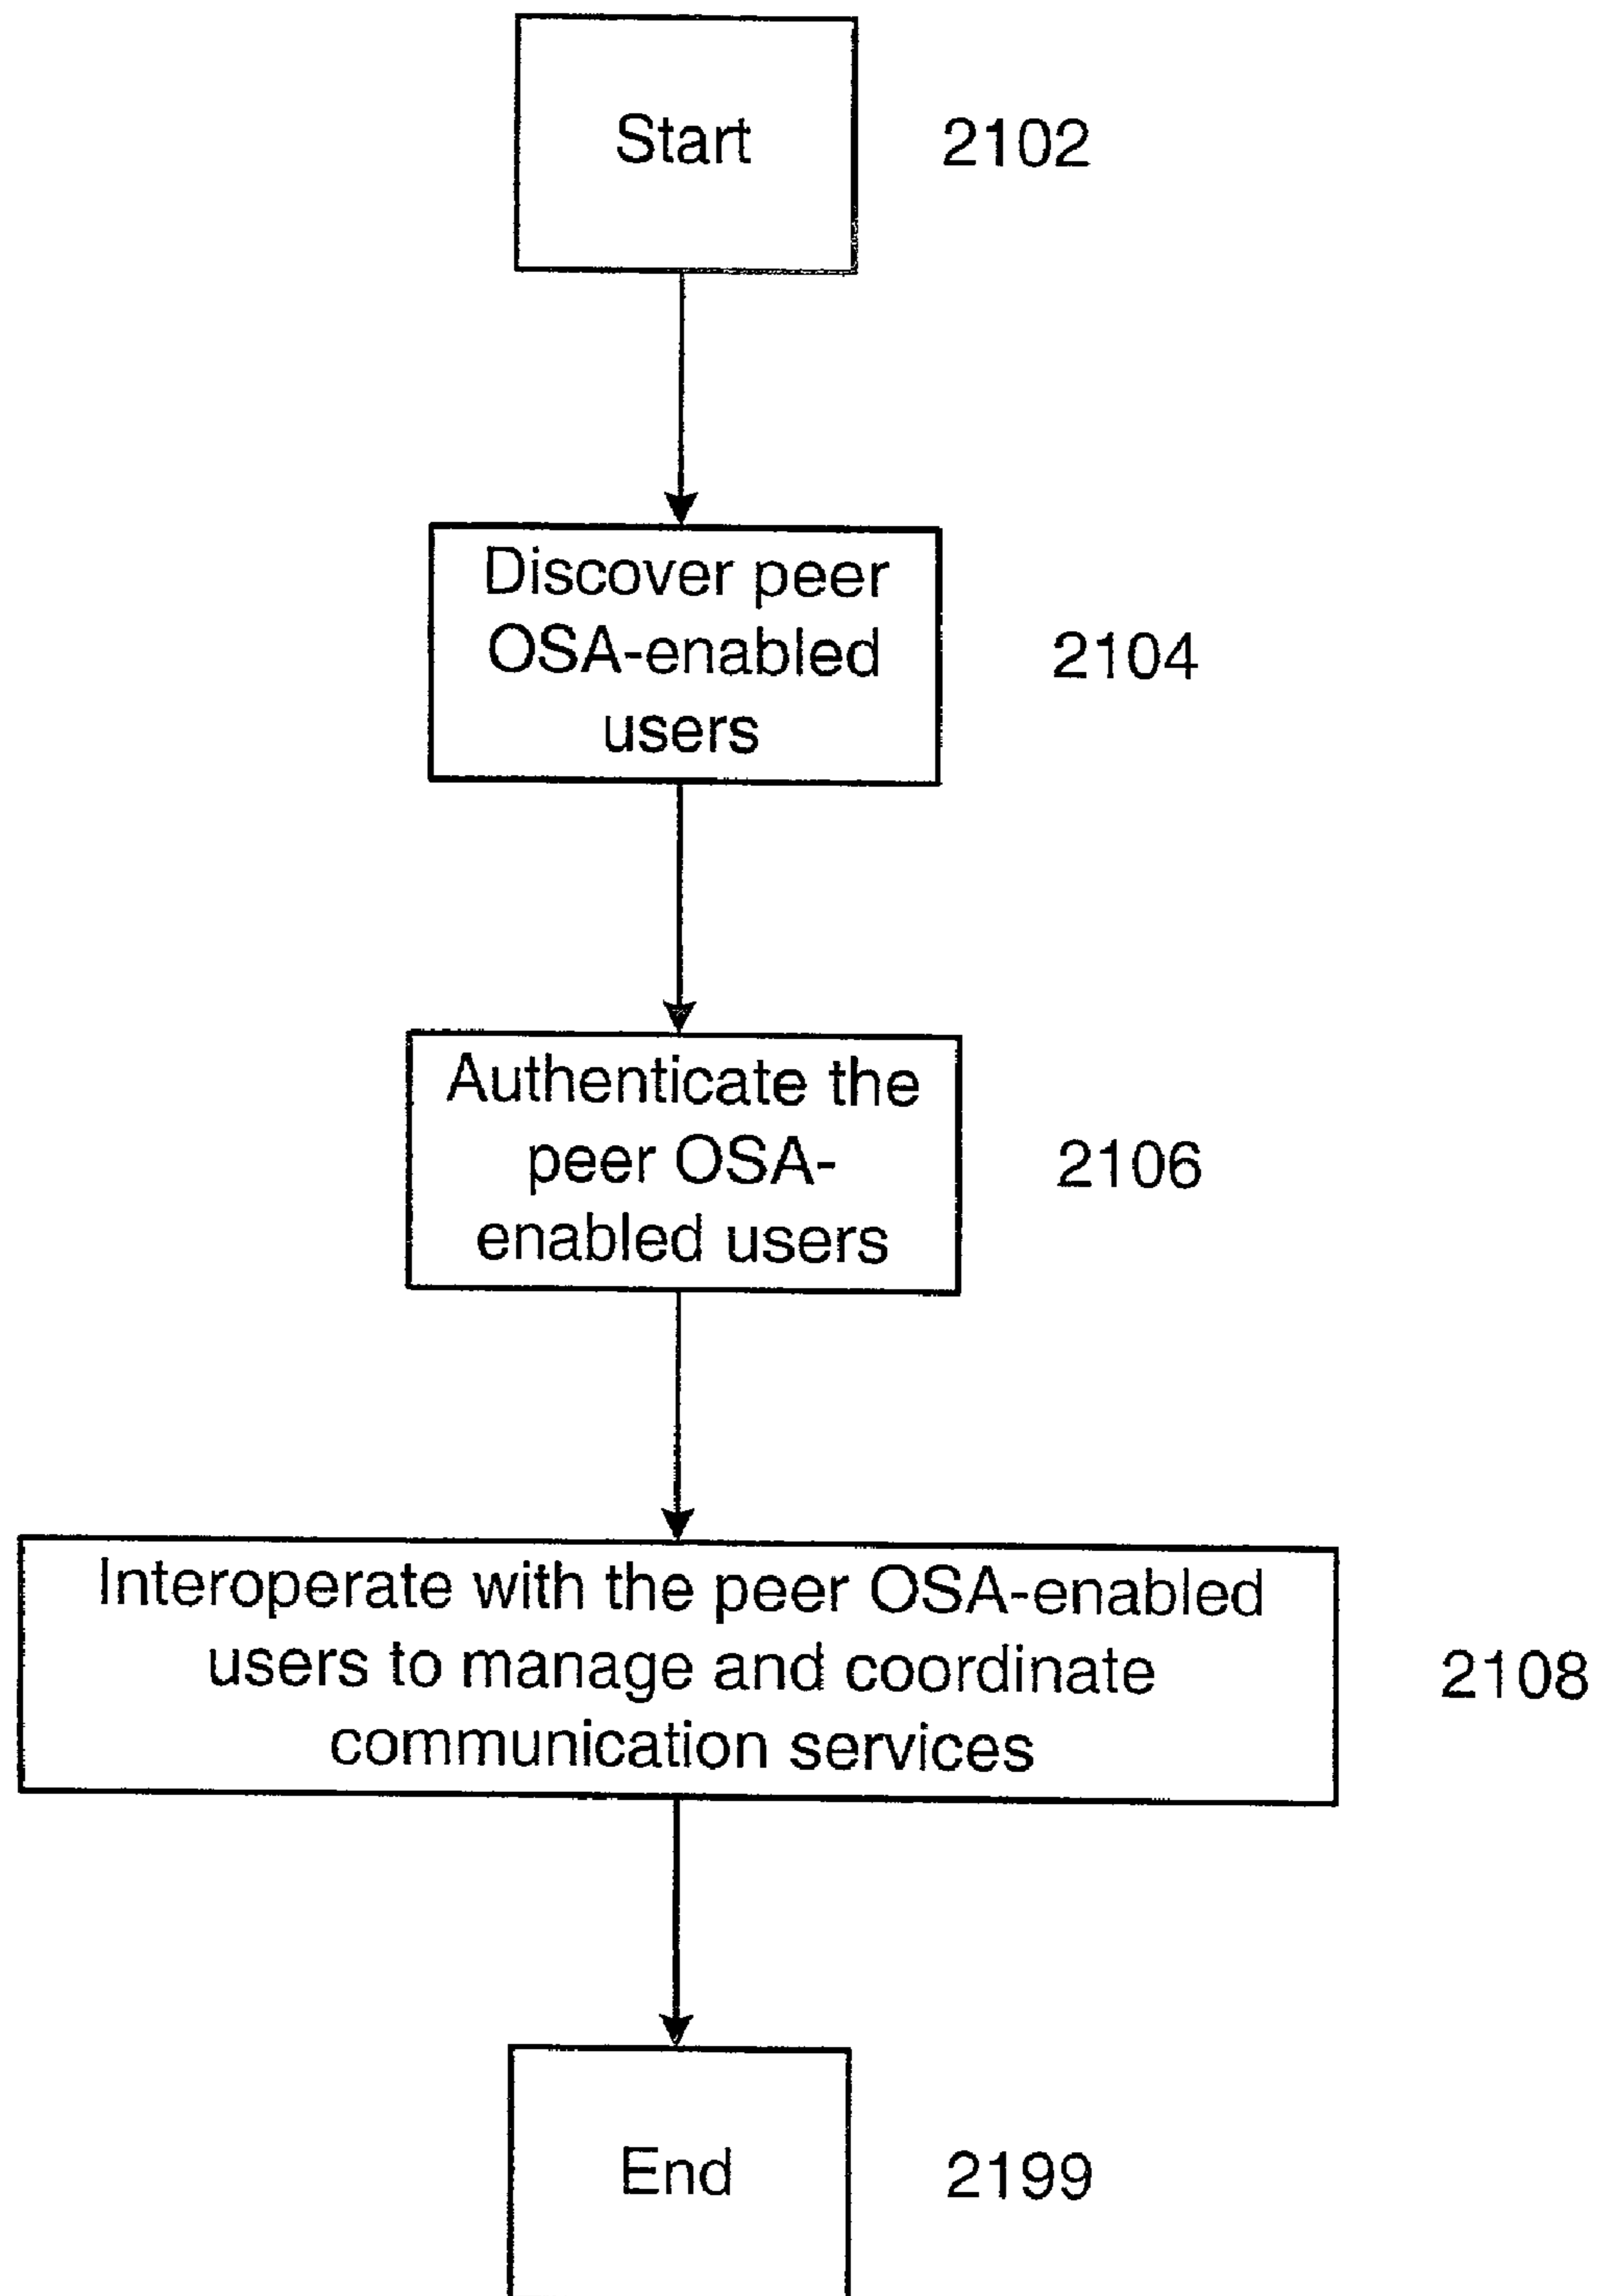 Start
2102
Discover peer
OSA-enabled
users
2104
Authenticate the
peer OSA-
enabled users
2106
Interoperate with the peer OSA-enabled
users to manage and coordinate
communication services
2108
End
2199